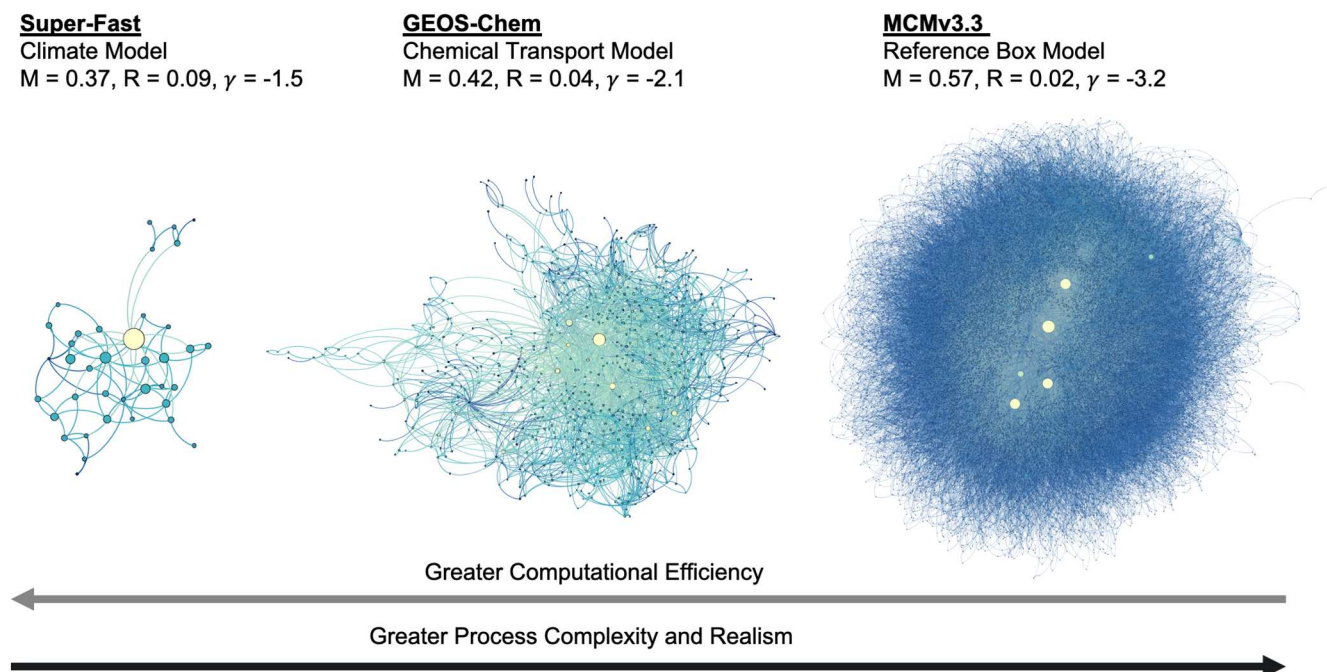 Super-Fast
Climate Model
M = 0.37, R = 0.09, γ = -1.5
GEOS-Chem
Chemical Transport Model
M = 0.42, R = 0.04, γ = -2.1
MCMv3.3
Reference Box Model
M = 0.57, R = 0.02, γ = -3.2
Greater Computational Efficiency
Greater Process Complexity and Realism